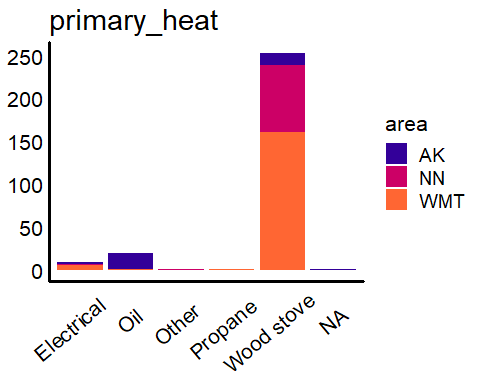 primary_heat
250
200
150
100
50
0
Electrical
Oil
Other
Propane
Wood stove
NA
area
AK
NN
WMT